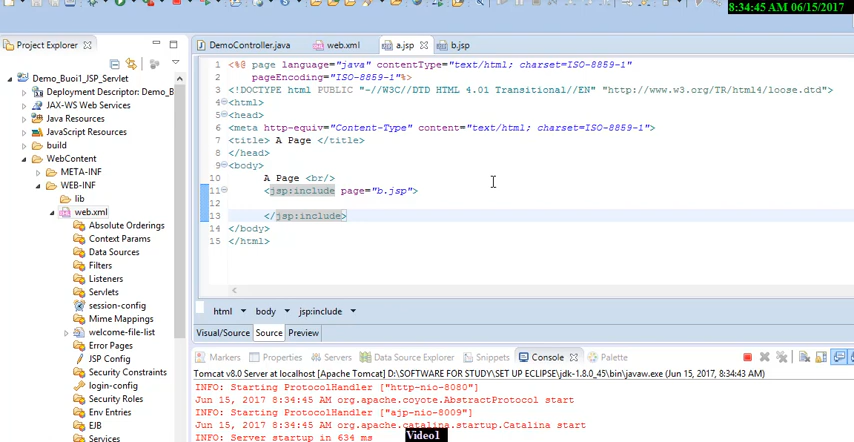 8:34:45 AM 06/15/2017
Project Explorer
DemoController.java web.xml a.jsp b.jsp
Demo_Buoi1_JSP_Servlet
Deployment Descriptor: Demo_B
JAX-WS Web Services
Java Resources
JavaScript Resources
build
WebContent
META-INF
WEB-INF
lib
web.xml
Absolute Orderings
Context Params
Data Sources
Filters
Listeners
Servlets
session-config
Mime Mappings
welcome-file-list
Error Pages
JSP Config
Security Constraints
login-config
Security Roles
Env Entries
EJB
Services
1 <%@ page language="java" contentType="text/html; charset=ISO-8859-1"
2 pageEncoding="ISO-8859-1"%>
3 <!DOCTYPE html PUBLIC "-//W3C//DTD HTML 4.01 Transitional//EN" "http://www.w3.org/TR/html4/loose.dtd">
4 <html>
5 <head>
6 <meta http-equiv="Content-Type" content="text/html; charset=ISO-8859-1">
7 <title> A Page </title>
8 </head>
9 <body>
10 A Page <br/>
11 <jsp:include page="b.jsp">
12
13 </jsp:include>
14 </body>
15 </html>
html body jsp:include
Visual/Source Source Preview
Markers Properties Servers Data Source Explorer Snippets Console Palette
Tomcat v8.0 Server at localhost [Apache Tomcat] D:\SOFTWARE FOR STUDY\SET UP ECLIPSE\jdk-1.8.0_45\bin\javaw.exe (Jun 15, 2017, 8:34:43 AM)
INFO: Starting ProtocolHandler ["http-nio-8080"]
Jun 15, 2017 8:34:45 AM org.apache.coyote.AbstractProtocol start
INFO: Starting ProtocolHandler ["ajp-nio-8009"]
Jun 15, 2017 8:34:45 AM org.apache.catalina.startup.Catalina start
INFO: Server startup in 634 ms
Video1